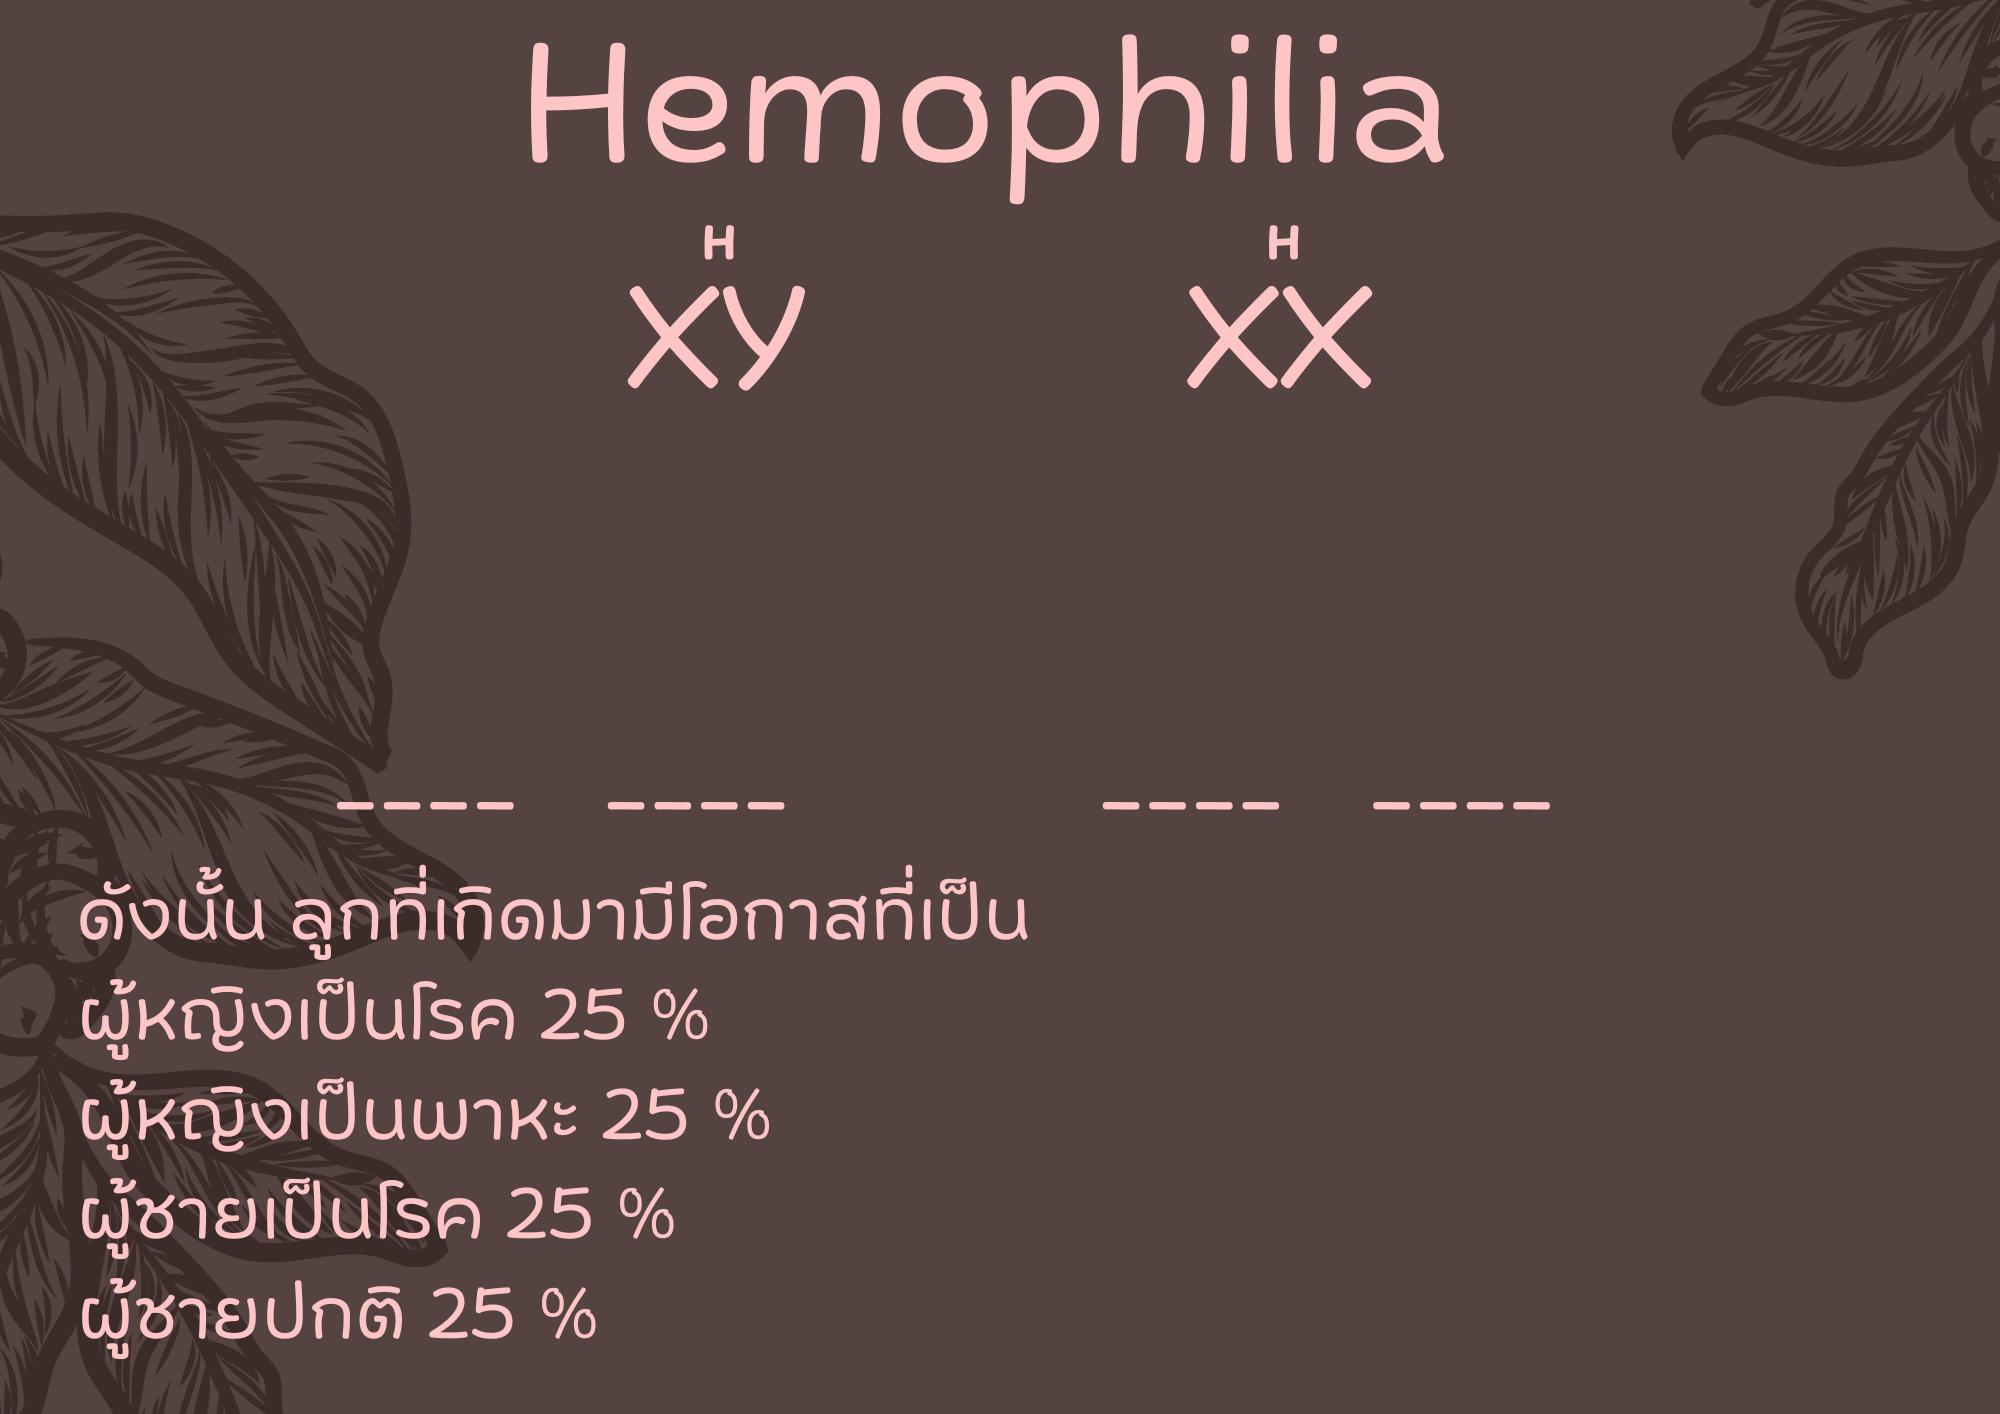 Hemophilia
H H
XY XX
---- ---- ---- ----
ดังนั้น ลูกที่เกิดมามีโอกาสที่เป็น
ผู้หญิงเป็นโรค 25 %
ผู้หญิงเป็นพาหะ 25 %
ผู้ชายเป็นโรค 25 %
ผู้ชายปกติ 25 %